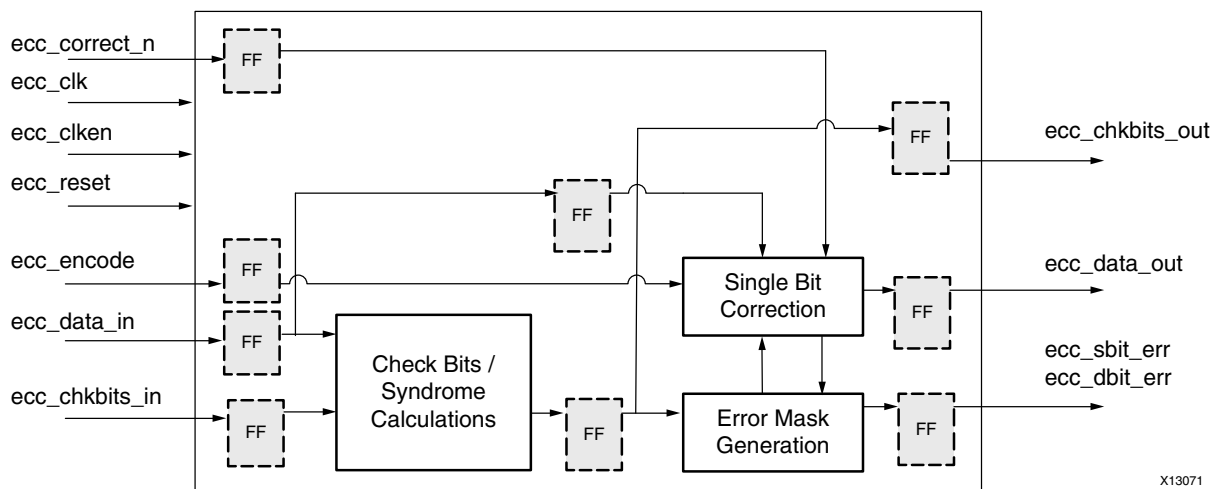 ecc_correct_n
FF
ecc_clk
ecc_clken
FF
ecc_chkbits_out
ecc_reset
FF
ecc_encode
FF
Single Bit
Correction
FF
ecc_data_out
ecc_data_in
FF
Check Bits /
Syndrome
Calculations
ecc_sbit_err
ecc_dbit_err
ecc_chkbits_in
FF
FF
Error Mask
Generation
FF
X13071